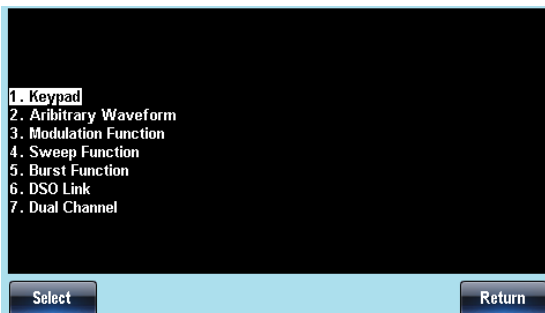 1. Keypad
2. Aribitrary Waveform
3. Modulation Function
4. Sweep Function
5. Burst Function
6. DSO Link
7. Dual Channel
Select
Return